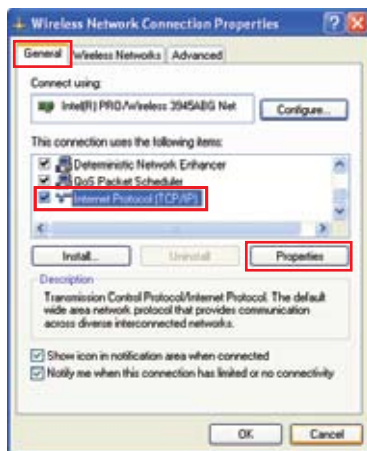 Wireless Network Connection Properties
General Wireless Networks Advanced
Connect using:
Intel(R) PRO/Wireless 3945ABG Net
Configure...
This connection uses the following items:
Deterministic Network Enhancer
QoS Packet Scheduler
Internet Protocol (TCP/IP)
Install... Uninstall Properties
Description
Transmission Control Protocol/Internet Protocol. The default
wide area network protocol that provides communication
across diverse interconnected networks.
Show icon in notification area when connected
Notify me when this connection has limited or no connectivity
OK Cancel